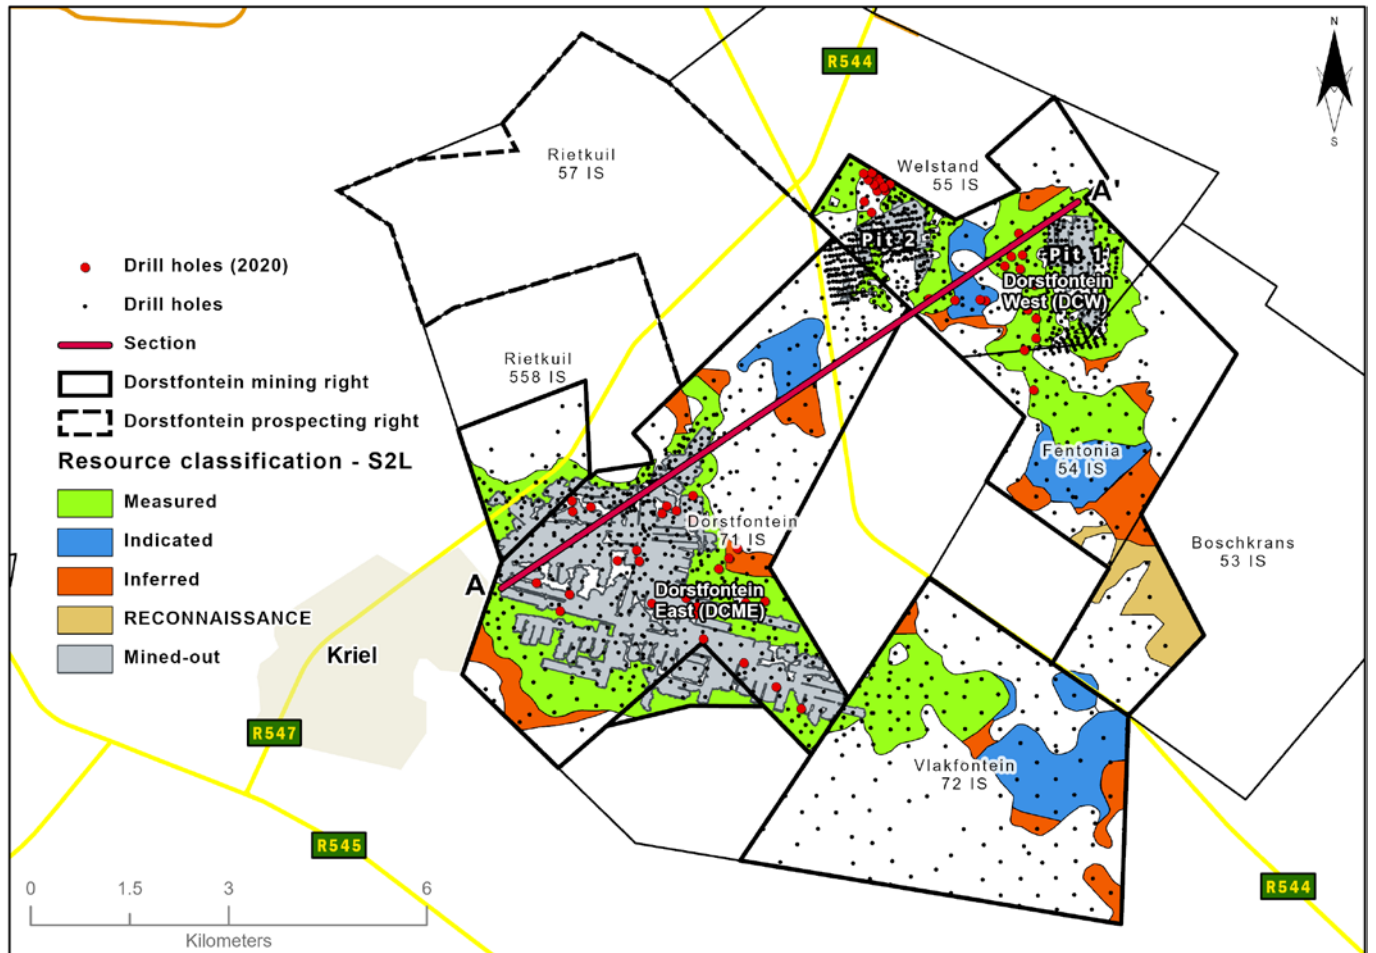 N
S
R544
Rietkuil
57 IS
Welstand
55 IS
A'
Pit 2
Pit 1
Dorstfontein
West (DCW)
Drill holes (2020)
Drill holes
Section
Dorstfontein mining right
Dorstfontein prospecting right
Resource classification - S2L
Measured
Indicated
Inferred
RECONNAISSANCE
Mined-out
Rietkuil
558 IS
Fentonia
54 IS
Dorstfontein
71 IS
Boschkrans
53 IS
A
Dorstfontein
East (DCME)
Kriel
R547
Vlakfontein
72 IS
R545
R544
0 1.5 3 6
Kilometers